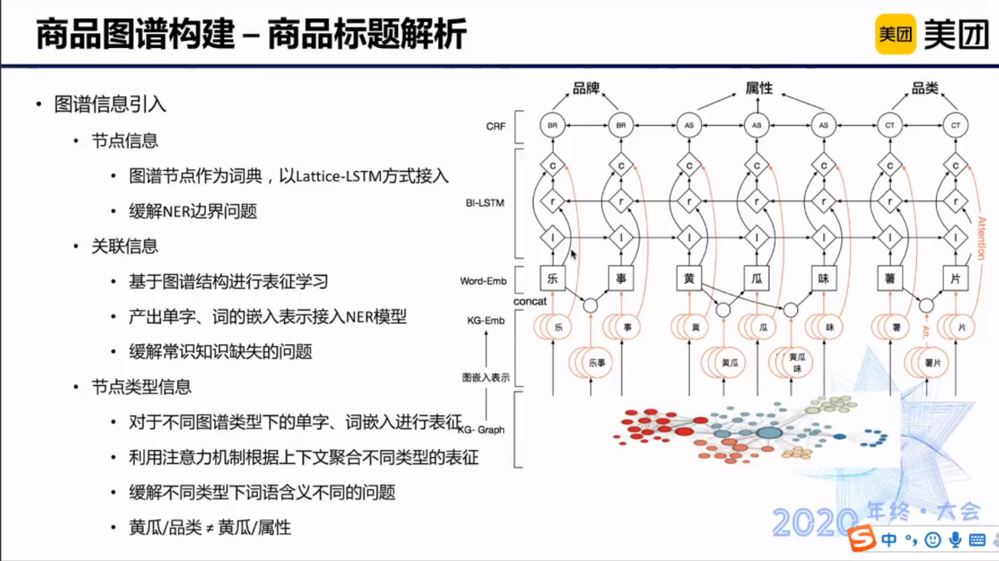 商品图谱构建 – 商品标题解析
美团 美团
• 图谱信息引入
• 节点信息
• 图谱节点作为词典，以Lattice-LSTM方式接入
• 缓解NER边界问题
• 关联信息
• 基于图谱结构进行表征学习
• 产出单字、词的嵌入表示接入NER模型
• 缓解常识知识缺失的问题
• 节点类型信息
• 对于不同图谱类型下的单字、词嵌入进行表征
• 利用注意力机制根据上下文聚合不同类型的表征
• 缓解不同类型下词语含义不同的问题
• 黄瓜/品类 ≠ 黄瓜/属性
品牌 属性 品类
CRF BR BR AS AS AS CT CT
c c c c c c c
BI-LSTM r r r r r r r
l l l l l l l
Attention
Word-Emb 乐 事 黄 瓜 味 薯 片
concat
KG-Emb 乐 事 黄 瓜 味 薯 Att. 片
乐事 黄瓜 黄瓜味 薯片
图嵌入表示
KG- Graph
2020 年终·大会
S 中 °,